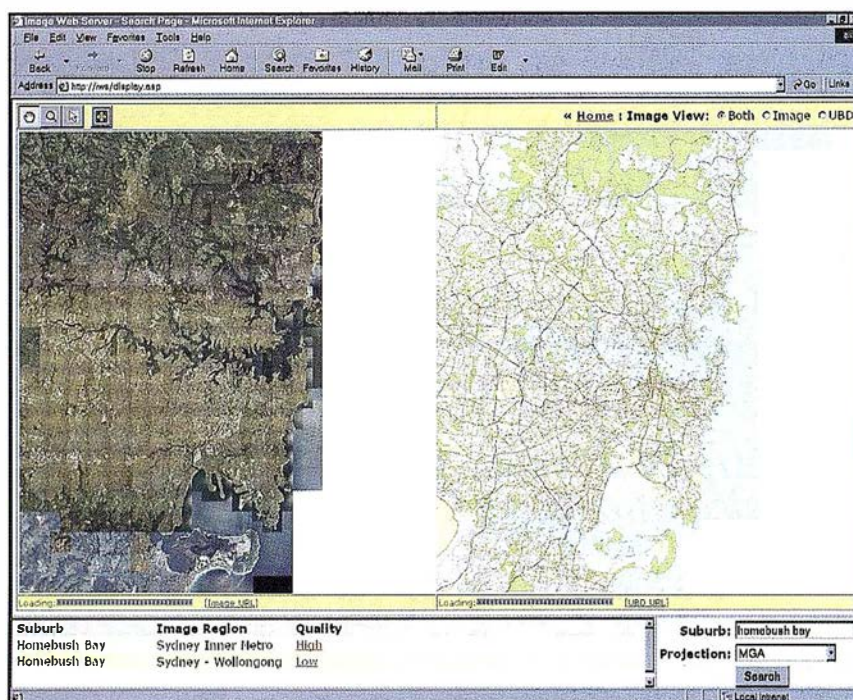 Image Web Server - Search Page - Microsoft Internet Explorer
File Edit View Favorites Tools Help
Back Forward Stop Refresh Home Search Favorites History Mail Print Edit
Address http://iws/display.asp Go Links
« Home : Image View: Both Image UBD
Loading: [Image URL] Loading: [UBD URL]
Suburb Image Region Quality
Homebush Bay Sydney Inner Metro High
Homebush Bay Sydney - Wollongong Low
Suburb: homebush bay
Projection: MGA
Search
Local intranet